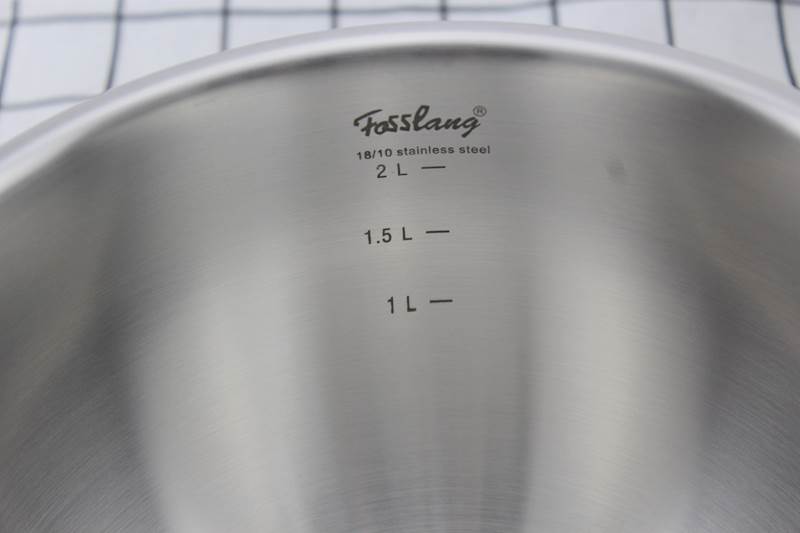 Fosslang®
18/10 stainless steel
2 L
1.5 L
1 L